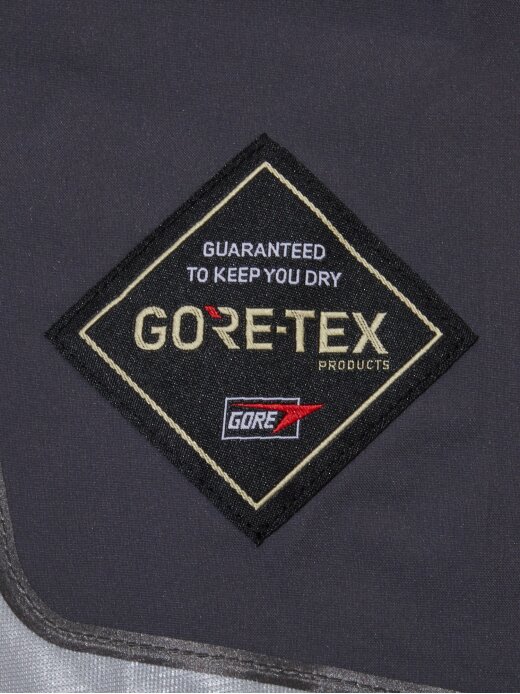 GUARANTEED
TO KEEP YOU DRY
GORE-TEX
PRODUCTS
GORE